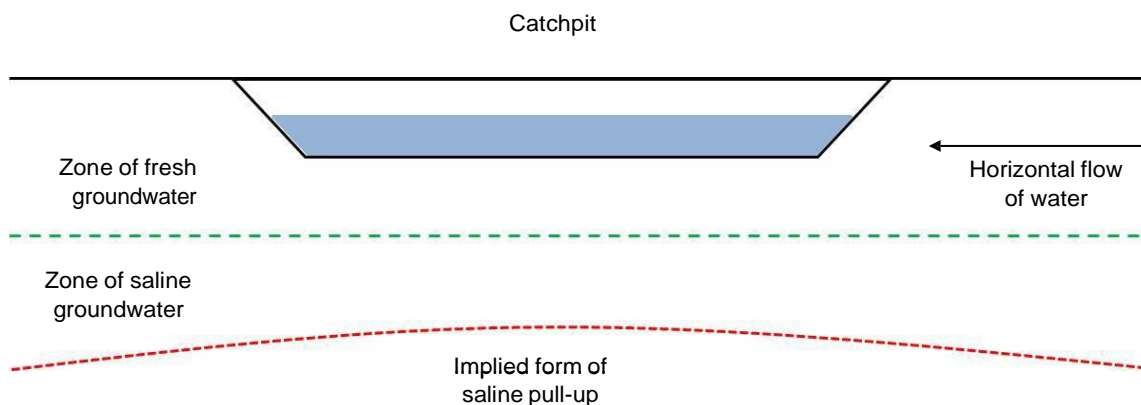 Catchpit
Zone of fresh
groundwater
Horizontal flow
of water
Zone of saline
groundwater
Implied form of
saline pull-up